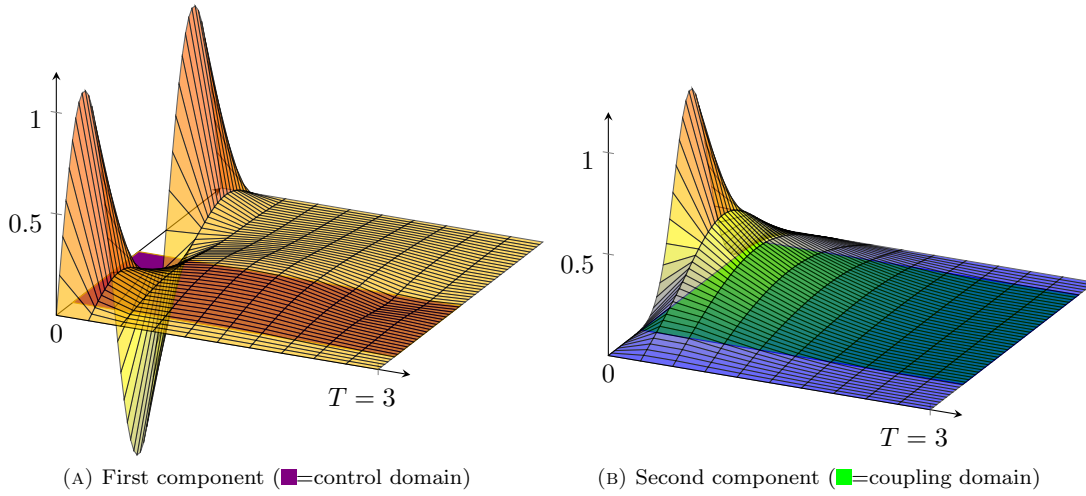 1
0.5
0
T = 3
1
0.5
0
T = 3
(A) First component (■=control domain)
(B) Second component (■=coupling domain)